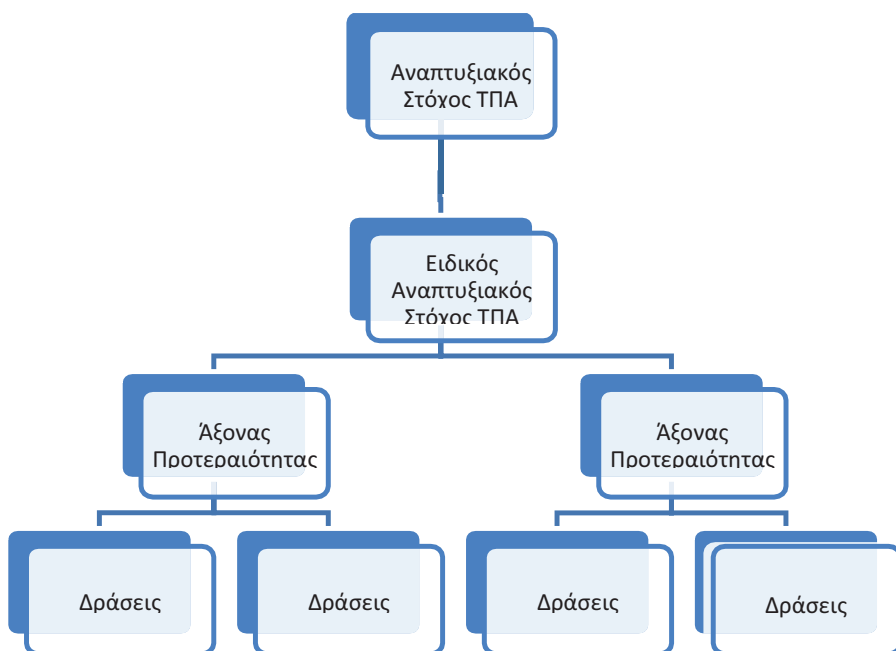 Αναπτυξιακός
Στόχος ΤΠΑ
Ειδικός
Αναπτυξιακός
Στόχος ΤΠΑ
Άξονας
Προτεραιότητας
Άξονας
Προτεραιότητας
Δράσεις
Δράσεις
Δράσεις
Δράσεις